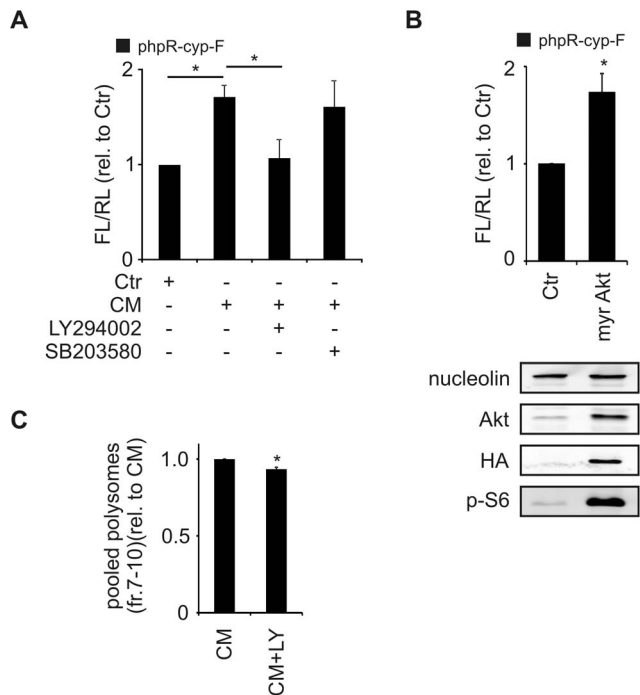 A
phpR-cyp-F
FL/RL (rel. to Ctr)
2
1
0
*
*
Ctr + - - -
CM - + + +
LY294002 - - + -
SB203580 - - - +
B
phpR-cyp-F
FL/RL (rel. to Ctr)
2
1
0
*
Ctr
myr Akt
nucleolin
Akt
HA
p-S6
C
pooled polysomes
(fr.7-10)(rel. to CM)
1.0
0.5
0
*
CM
CM+LY